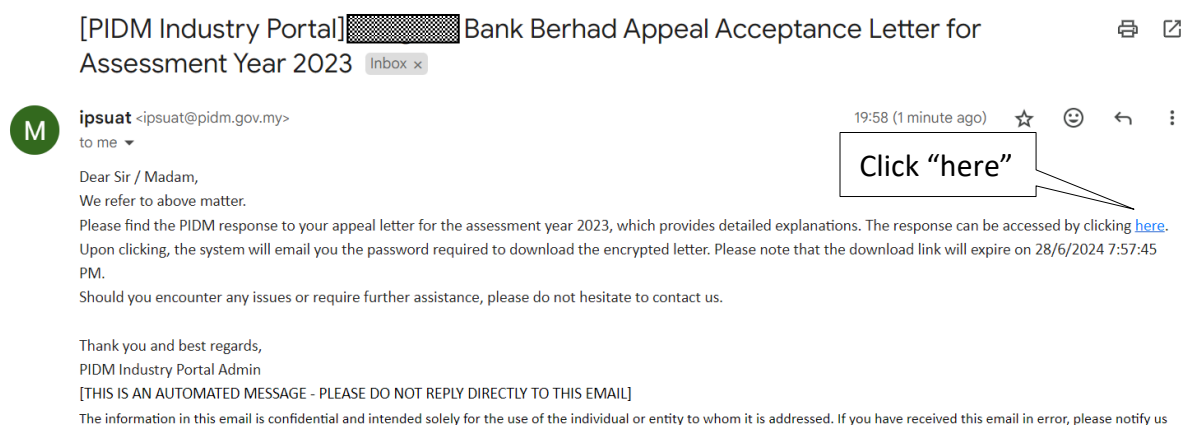 [PIDM Industry Portal] Bank Berhad Appeal Acceptance Letter for
Assessment Year 2023 Inbox ×
M
ipsuat <ipsuat@pidm.gov.my>
19:58 (1 minute ago)
to me
Click “here”
Dear Sir / Madam,
We refer to above matter.
Please find the PIDM response to your appeal letter for the assessment year 2023, which provides detailed explanations. The response can be accessed by clicking here.
Upon clicking, the system will email you the password required to download the encrypted letter. Please note that the download link will expire on 28/6/2024 7:57:45
PM.
Should you encounter any issues or require further assistance, please do not hesitate to contact us.
Thank you and best regards,
PIDM Industry Portal Admin
[THIS IS AN AUTOMATED MESSAGE - PLEASE DO NOT REPLY DIRECTLY TO THIS EMAIL]
The information in this email is confidential and intended solely for the use of the individual or entity to whom it is addressed. If you have received this email in error, please notify us